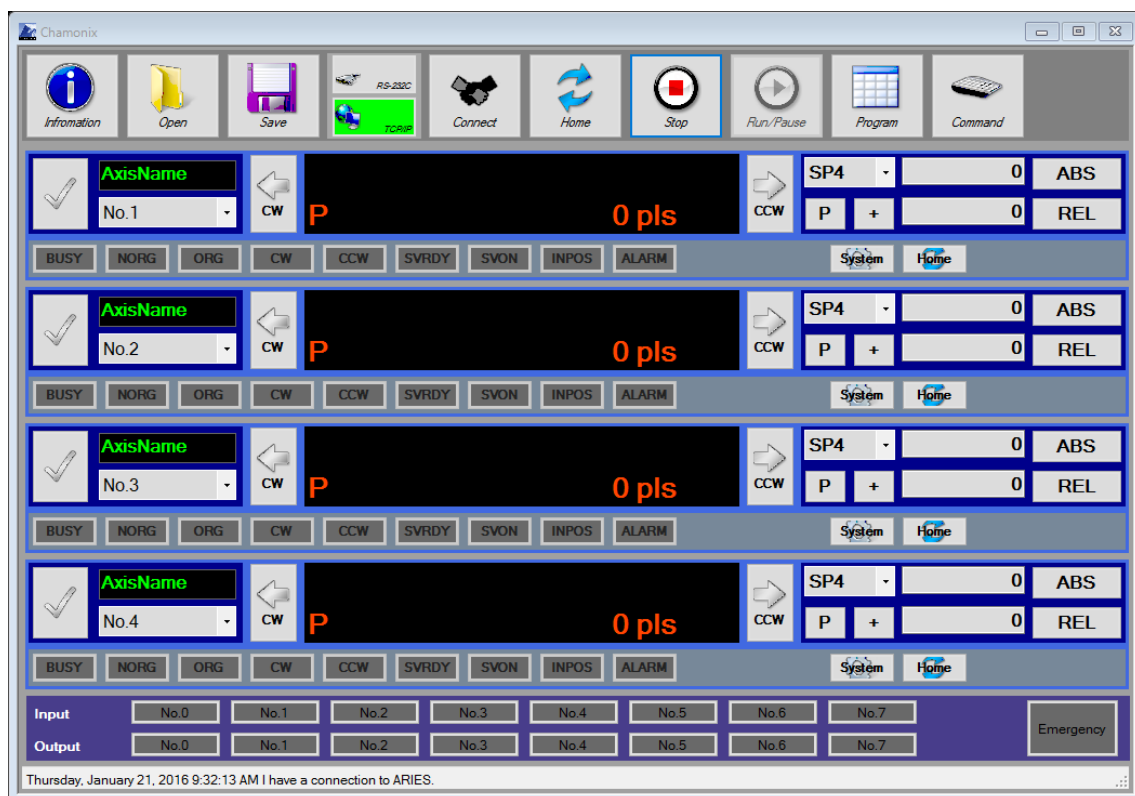 Chamonix
Infromation Open Save RS-232C TCP/IP Connect Home Stop Run/Pause Program Command
AxisName
No.1 CW P 0 pls CCW SP4 0 ABS
P + 0 REL
BUSY NORG ORG CW CCW SVRDY SVON INPOS ALARM System Home
AxisName
No.2 CW P 0 pls CCW SP4 0 ABS
P + 0 REL
BUSY NORG ORG CW CCW SVRDY SVON INPOS ALARM System Home
AxisName
No.3 CW P 0 pls CCW SP4 0 ABS
P + 0 REL
BUSY NORG ORG CW CCW SVRDY SVON INPOS ALARM System Home
AxisName
No.4 CW P 0 pls CCW SP4 0 ABS
P + 0 REL
BUSY NORG ORG CW CCW SVRDY SVON INPOS ALARM System Home
Input No.0 No.1 No.2 No.3 No.4 No.5 No.6 No.7
Output No.0 No.1 No.2 No.3 No.4 No.5 No.6 No.7
Emergency
Thursday, January 21, 2016 9:32:13 AM I have a connection to ARIES.